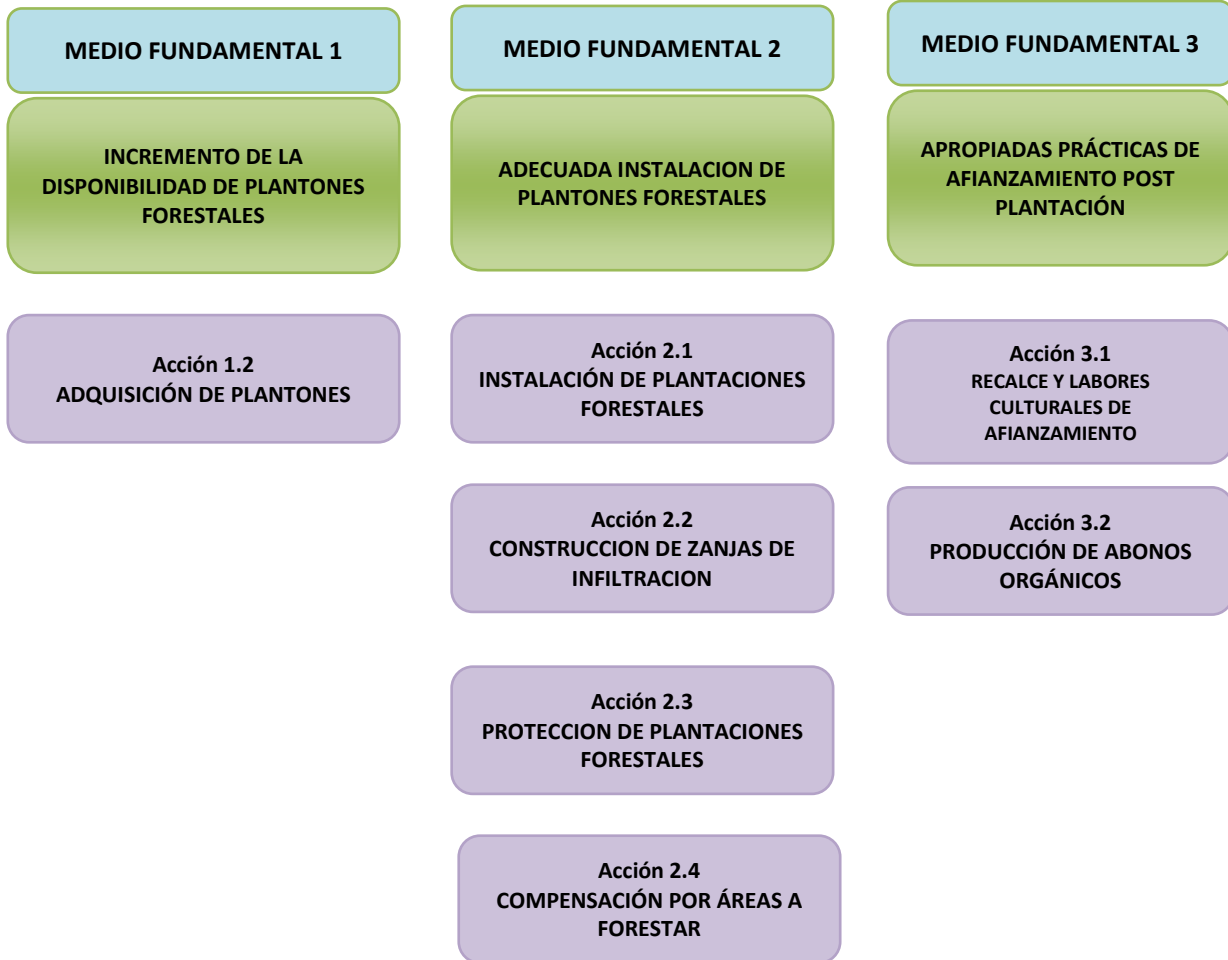 MEDIO FUNDAMENTAL 1
INCREMENTO DE LA
DISPONIBILIDAD DE PLANTONES
FORESTALES
Acción 1.2
ADQUISICIÓN DE PLANTONES
MEDIO FUNDAMENTAL 2
ADECUADA INSTALACION DE
PLANTONES FORESTALES
Acción 2.1
INSTALACIÓN DE PLANTACIONES
FORESTALES
Acción 2.2
CONSTRUCCION DE ZANJAS DE
INFILTRACION
Acción 2.3
PROTECCION DE PLANTACIONES
FORESTALES
Acción 2.4
COMPENSACIÓN POR ÁREAS A
FORESTAR
MEDIO FUNDAMENTAL 3
APROPIADAS PRÁCTICAS DE
AFIANZAMIENTO POST
PLANTACIÓN
Acción 3.1
RECALCE Y LABORES
CULTURALES DE
AFIANZAMIENTO
Acción 3.2
PRODUCCIÓN DE ABONOS
ORGÁNICOS